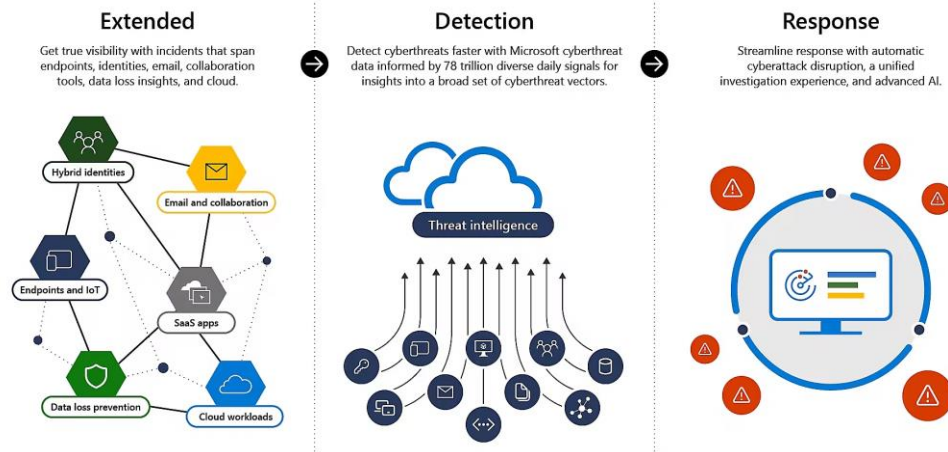 Extended
Get true visibility with incidents that span
endpoints, identities, email, collaboration
tools, data loss insights, and cloud.
Hybrid identities
Email and collaboration
Endpoints and IoT
SaaS apps
Data loss prevention
Cloud workloads
Detection
Detect cyberthreats faster with Microsoft cyberthreat
data informed by 78 trillion diverse daily signals for
insights into a broad set of cyberthreat vectors.
Threat intelligence
Response
Streamline response with automatic
cyberattack disruption, a unified
investigation experience, and advanced AI.